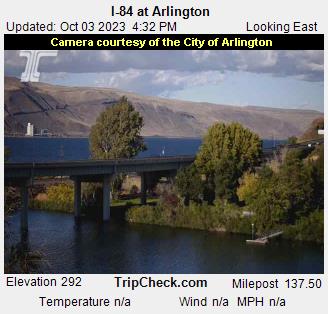 I-84 at Arlington
Updated: Oct 03 2023 4:32 PM Looking East
Camera courtesy of the City of Arlington
Elevation 292 TripCheck.com Milepost 137.50
Temperature n/a Wind n/a MPH n/a